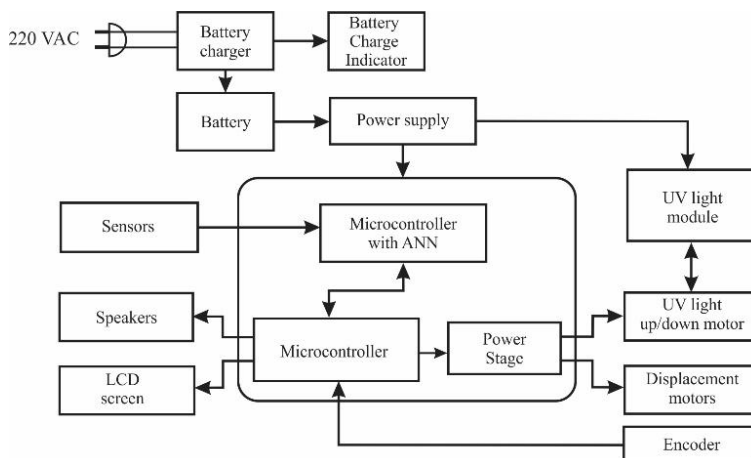 220 VAC
Battery
charger
Battery
Charge
Indicator
Battery
Power supply
UV light
module
Sensors
Microcontroller
with ANN
Speakers
Microcontroller
Power
Stage
UV light
up/down motor
LCD
screen
Displacement
motors
Encoder